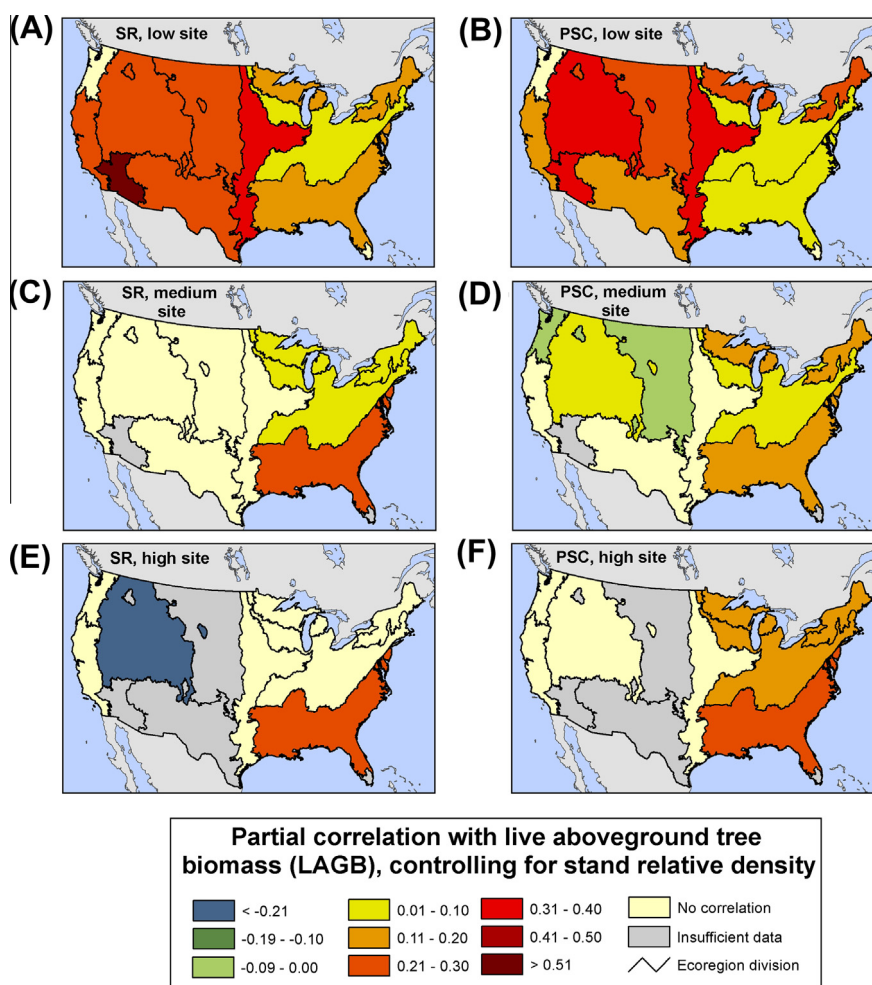 (A)
SR, low site
(B)
PSC, low site
(C)
SR, medium
site
(D)
PSC, medium
site
(E)
SR, high site
(F)
PSC, high site
Partial correlation with live aboveground tree
biomass (LAGB), controlling for stand relative density
< -0.21
-0.19 - -0.10
-0.09 - 0.00
0.01 - 0.10
0.11 - 0.20
0.21 - 0.30
0.31 - 0.40
0.41 - 0.50
> 0.51
No correlation
Insufficient data
Ecoregion division